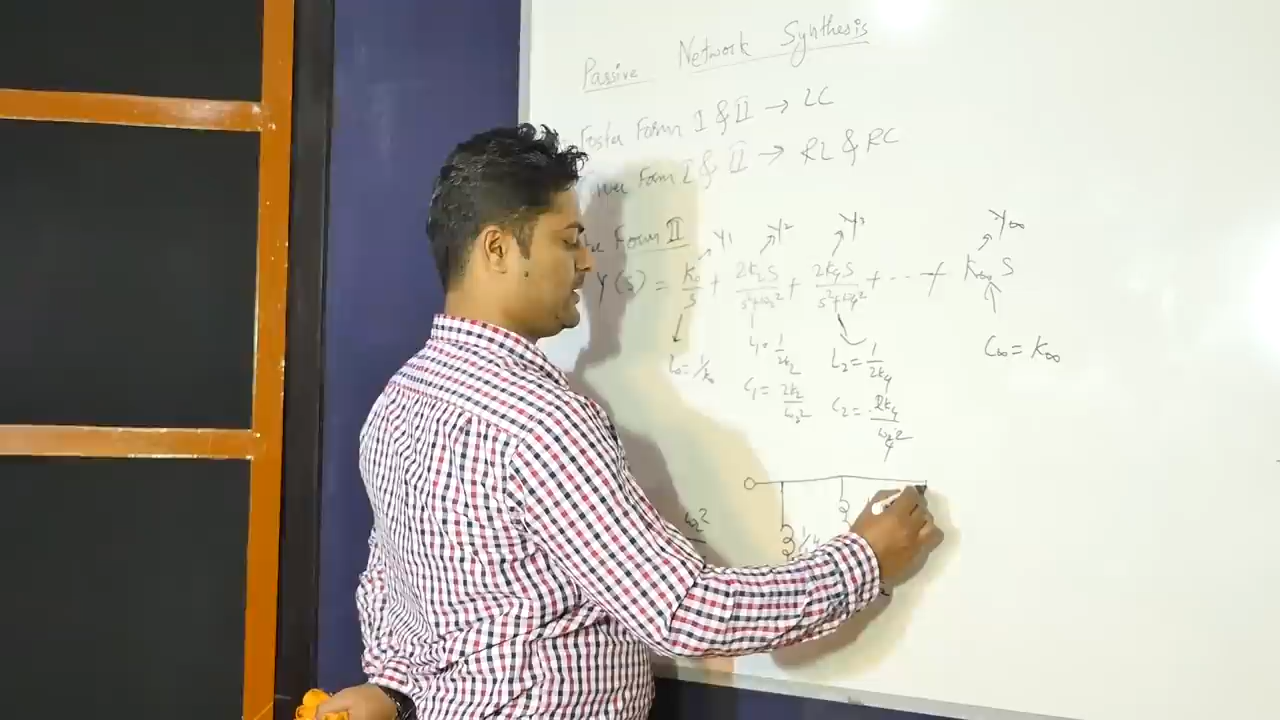 Passive Network Synthesis
Foster Form I & II → LC
Form I & II → RL & RC
Form II
Y1 Y2 Y3 Y∞
Y(s) = K₀/s + 2K₂s/s²+ω₂² + 2K₄s/s²+ω₄² + ... + K∞ s
L₀ = 1/K₀ L₁ = 1/2K₂ L₂ = 1/2K₄ C∞ = K∞
C₁ = 2K₂/ω₂² C₂ = 2K₄/ω₄²
ω₂²